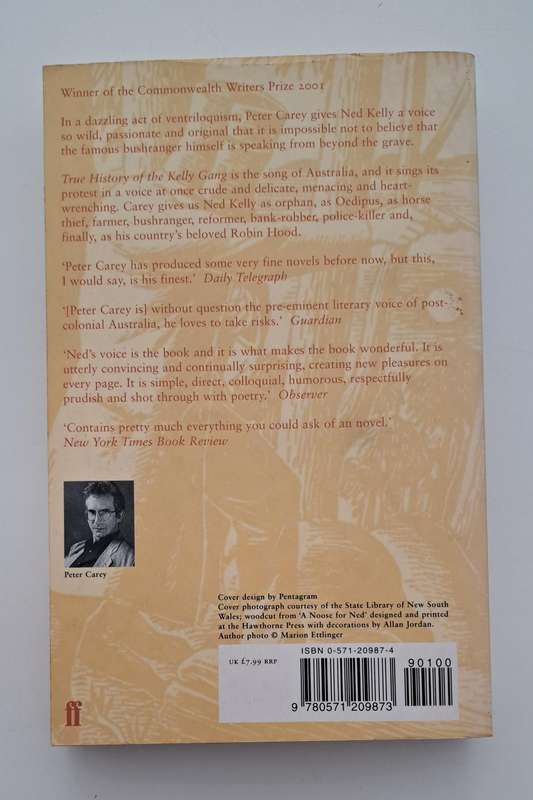 Winner of the Commonwealth Writers Prize 2001
In a dazzling act of ventriloquism, Peter Carey gives Ned Kelly a voice
so wild, passionate and original that it is impossible not to believe that
the famous bushranger himself is speaking from beyond the grave.
True History of the Kelly Gang is the song of Australia, and it sings its
protest in a voice at once crude and delicate, menacing and heart-
wrenching. Carey gives us Ned Kelly as orphan, as Oedipus, as horse
thief, farmer, bushranger, reformer, bank-robber, police-killer and,
finally, as his country's beloved Robin Hood.
‘Peter Carey has produced some very fine novels before now, but this,
I would say, is his finest.’ Daily Telegraph
‘[Peter Carey is] without question the pre-eminent literary voice of post-
colonial Australia, he loves to take risks.’ Guardian
‘Ned's voice is the book and it is what makes the book wonderful. It is
utterly convincing and continually surprising, creating new pleasures on
every page. It is simple, direct, colloquial, humorous, respectfully
prudish and shot through with poetry.’ Observer
‘Contains pretty much everything you could ask of an novel.’
New York Times Book Review
Peter Carey
Cover design by Pentagram
Cover photograph courtesy of the State Library of New South
Wales; woodcut from ‘A Noose for Ned’ designed and printed
at the Hawthorne Press with decorations by Allan Jordan.
Author photo © Marion Ettlinger
ISBN 0-571-20987-4
UK £7.99 RRP
90100
9 780571 209873
ff